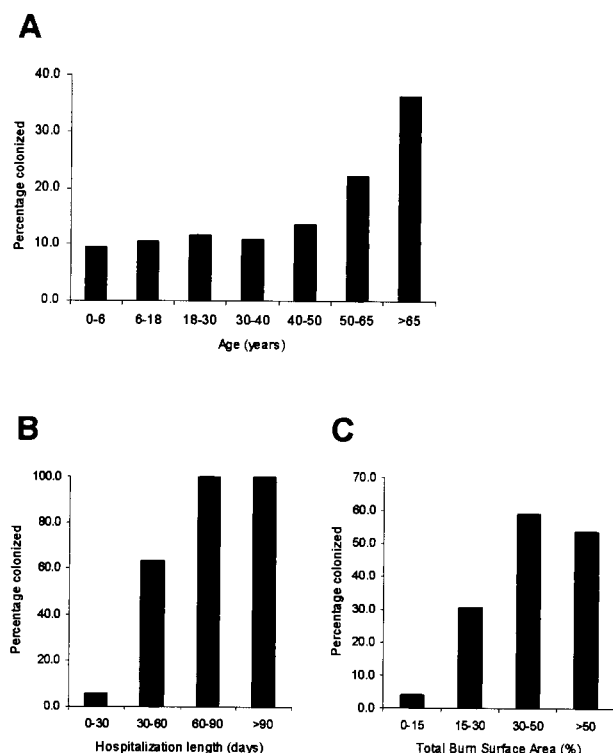 A
40.0
30.0
20.0
10.0
0.0
Percentage colonized
0-6 6-18 18-30 30-40 40-50 50-65 >65
Age (years)
B
100.0
80.0
60.0
40.0
20.0
0.0
Percentage colonized
0-30 30-60 60-90 >90
Hospitalization length (days)
C
70.0
60.0
50.0
40.0
30.0
20.0
10.0
0.0
Percentage colonized
0-15 15-30 30-50 >50
Total Burn Surface Area (%)